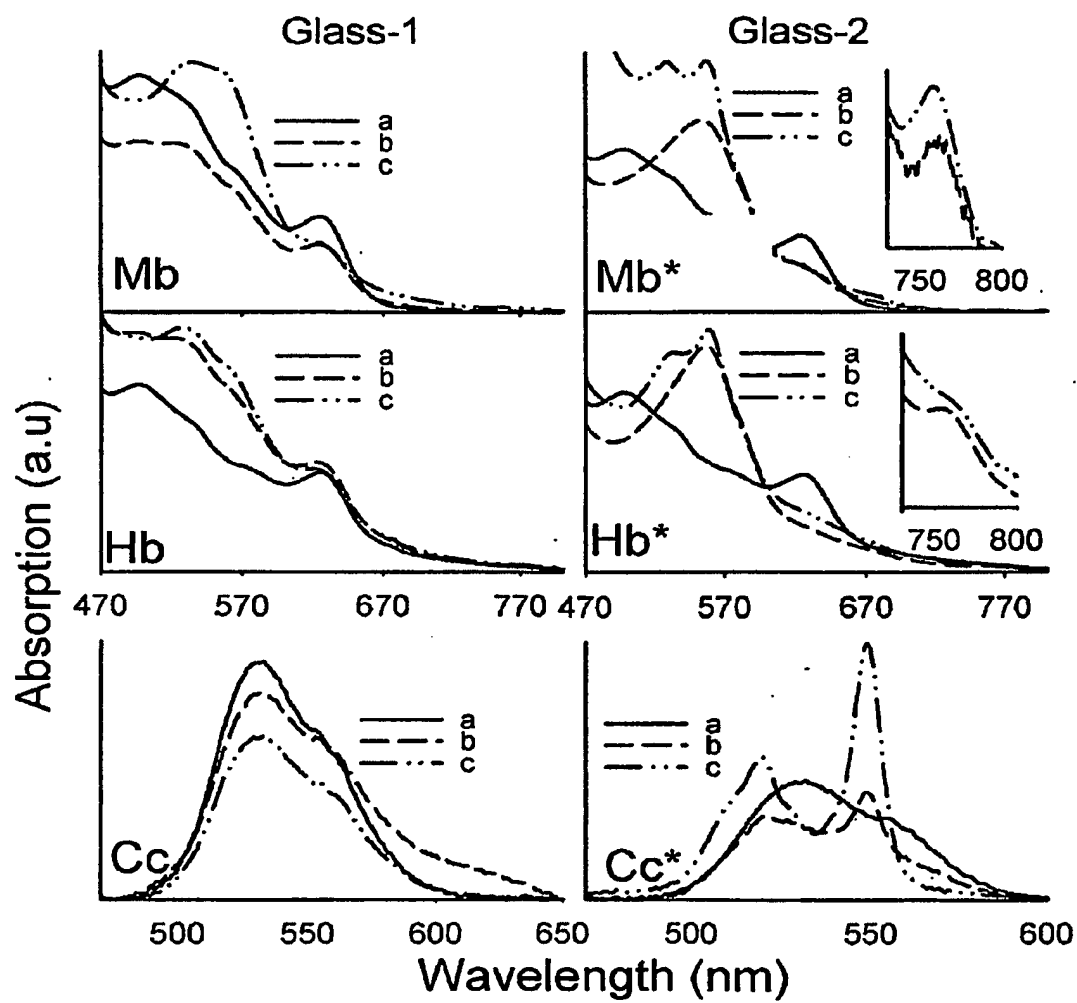 Glass-1
Glass-2
a
b
c
Mb
a
b
c
Mb*
750 800
a
b
c
Hb
a
b
c
Hb*
750 800
470 570 670 770
470 570 670 770
a
b
c
Cc
a
b
c
Cc*
500 550 600 650
500 550 600
Absorption (a.u)
Wavelength (nm)